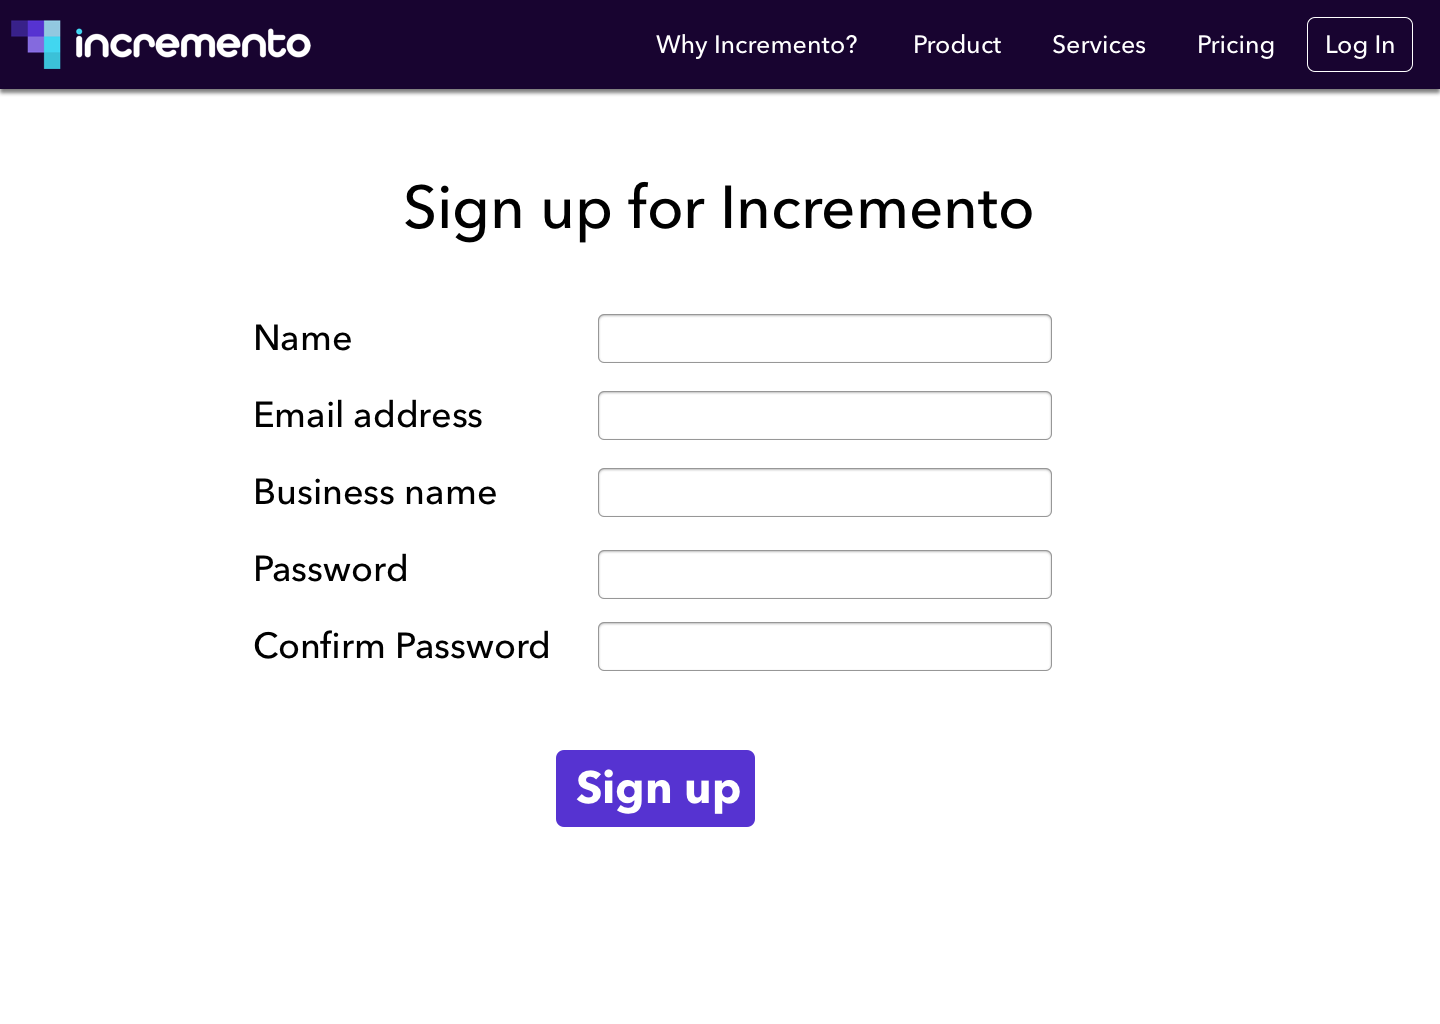 incremento
Why Incremento? Product Services Pricing Log In
Sign up for Incremento
Name
Email address
Business name
Password
Confirm Password
Sign up